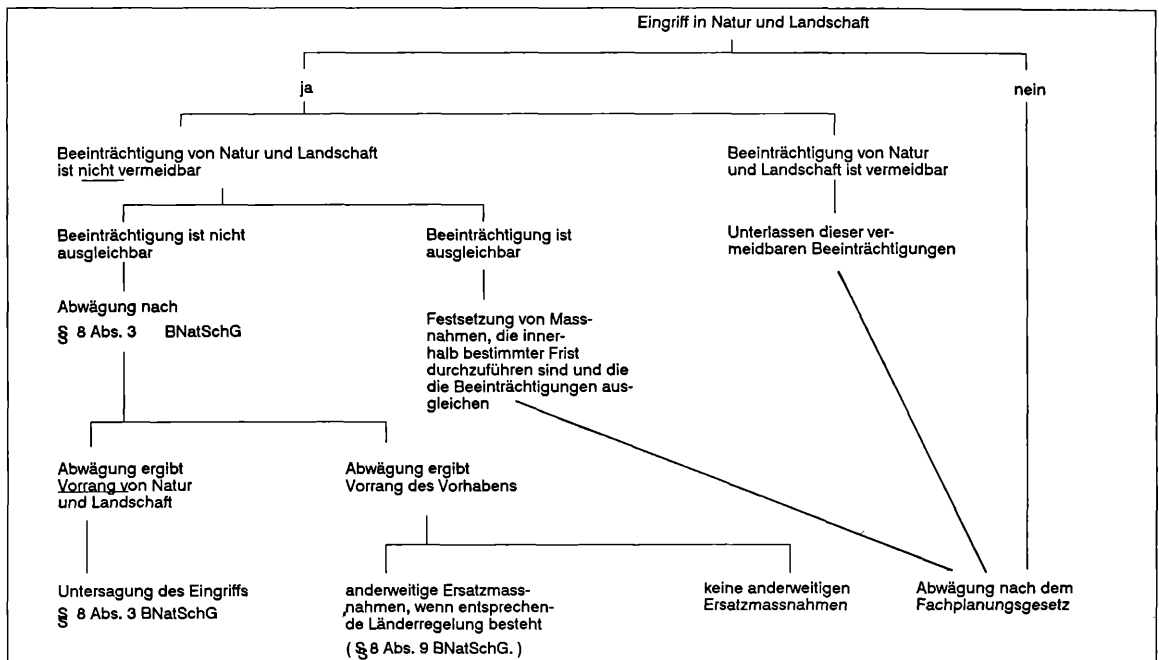 Eingriff in Natur und Landschaft
ja
nein
Beeinträchtigung von Natur und Landschaft
ist nicht vermeidbar
Beeinträchtigung von Natur
und Landschaft ist vermeidbar
Beeinträchtigung ist nicht
ausgleichbar
Beeinträchtigung ist
ausgleichbar
Unterlassen dieser ver-
meidbaren Beeinträchtigungen
Abwägung nach
§ 8 Abs. 3 BNatSchG
Festsetzung von Mass-
nahmen, die inner-
halb bestimmter Frist
durchzuführen sind und die
die Beeinträchtigungen aus-
gleichen
Abwägung ergibt
Vorrang von Natur
und Landschaft
Abwägung ergibt
Vorrang des Vorhabens
Untersagung des Eingriffs
§ 8 Abs. 3 BNatSchG
anderweitige Ersatzmass-
nahmen, wenn entsprechen-
de Länderregelung besteht
( § 8 Abs. 9 BNatSchG. )
keine anderweitigen
Ersatzmassnahmen
Abwägung nach dem
Fachplanungsgesetz